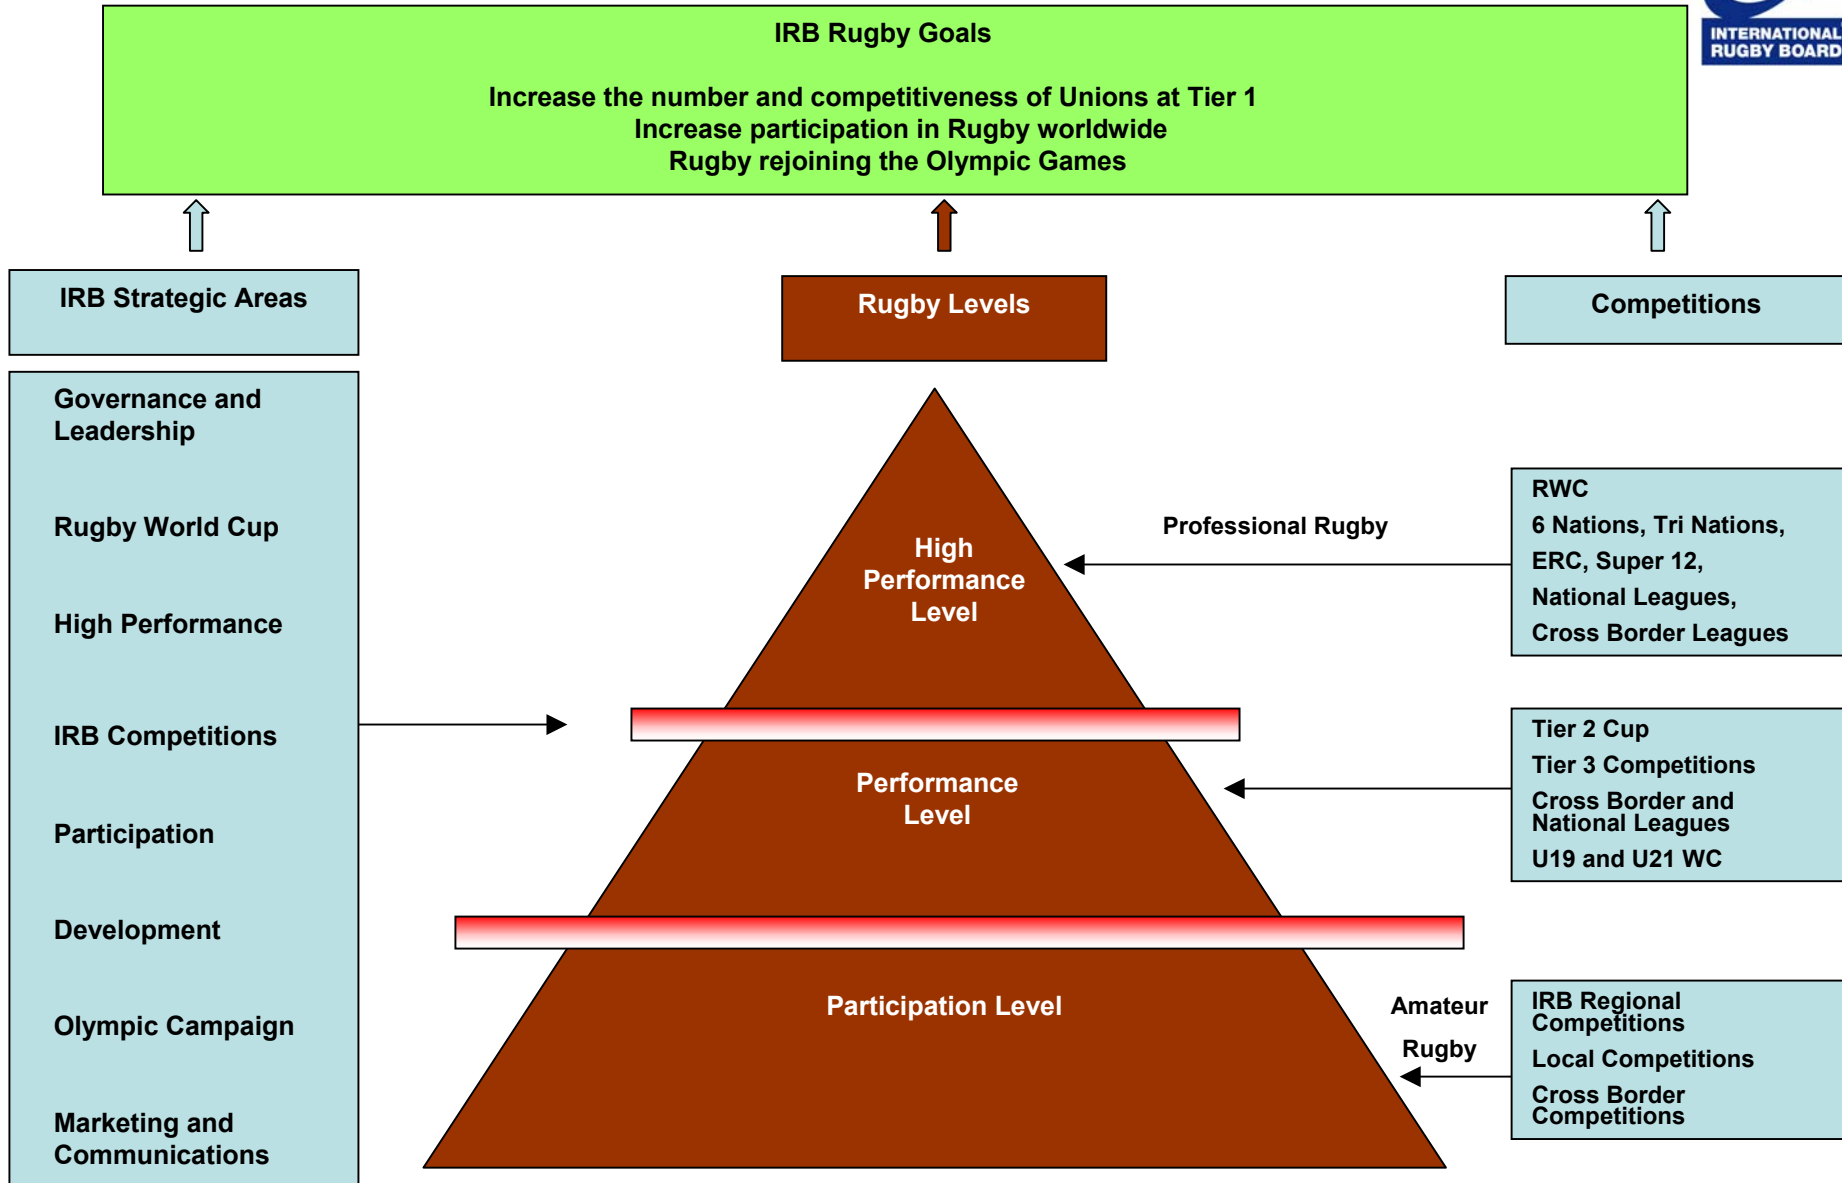 INTERNATIONAL
RUGBY BOARD
IRB Rugby Goals
Increase the number and competitiveness of Unions at Tier 1
Increase participation in Rugby worldwide
Rugby rejoining the Olympic Games
IRB Strategic Areas
Rugby Levels
Competitions
Governance and
Leadership
Rugby World Cup
High Performance
IRB Competitions
Participation
Development
Olympic Campaign
Marketing and
Communications
High
Performance
Level
Performance
Level
Participation Level
Professional Rugby
RWC
6 Nations, Tri Nations,
ERC, Super 12,
National Leagues,
Cross Border Leagues
Tier 2 Cup
Tier 3 Competitions
Cross Border and
National Leagues
U19 and U21 WC
Amateur
Rugby
IRB Regional
Competitions
Local Competitions
Cross Border
Competitions